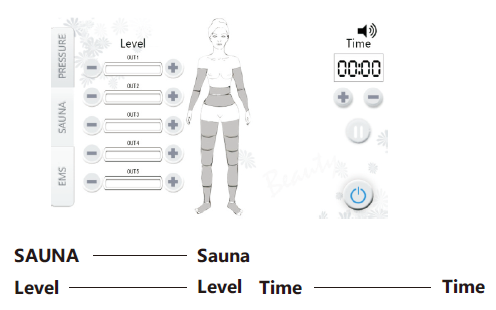 PRESSURE
SAUNA
EMS
Level
OUT1
OUT2
OUT3
OUT4
OUT5
Time
00:00
Beauty
SAUNA Sauna
Level Level Time Time